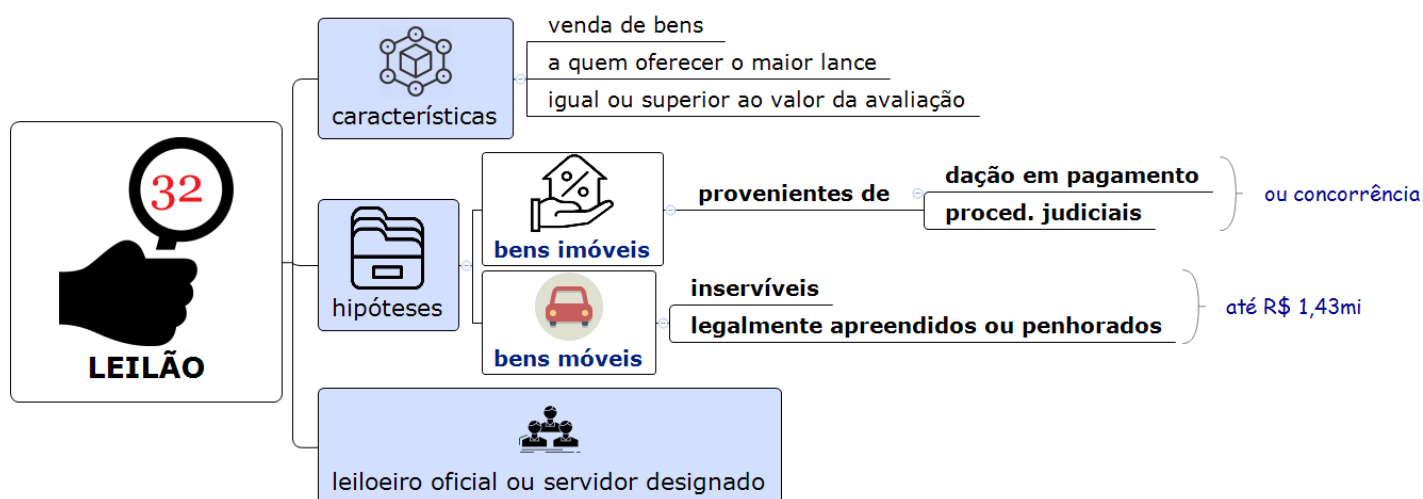 32
LEILÃO
características
venda de bens
a quem oferecer o maior lance
igual ou superior ao valor da avaliação
hipóteses
bens imóveis
provenientes de
dação em pagamento
proced. judiciais
ou concorrência
bens móveis
inservíveis
legalmente apreendidos ou penhorados
até R$ 1,43mi
leiloeiro oficial ou servidor designado